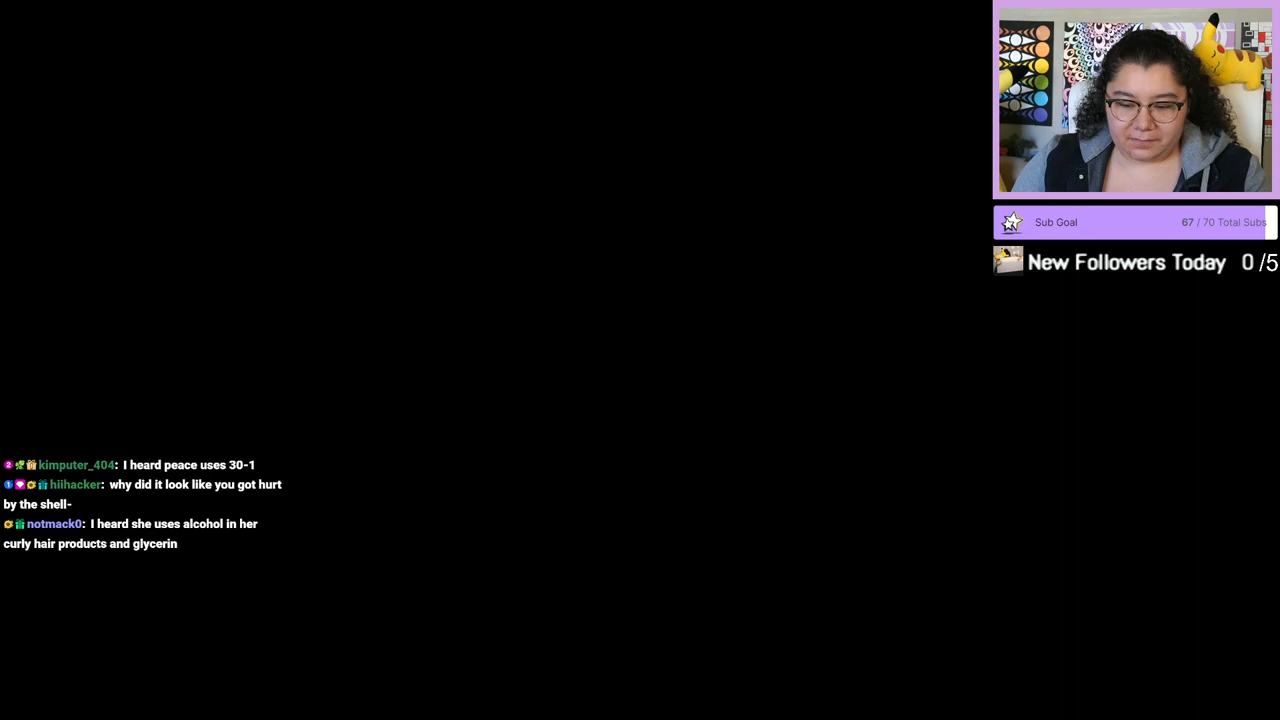 Sub Goal 67 / 70 Total Subs
New Followers Today 0 /5
kimputer_404: I heard peace uses 30-1
hiihacker: why did it look like you got hurt
by the shell-
notmack0: I heard she uses alcohol in her
curly hair products and glycerin